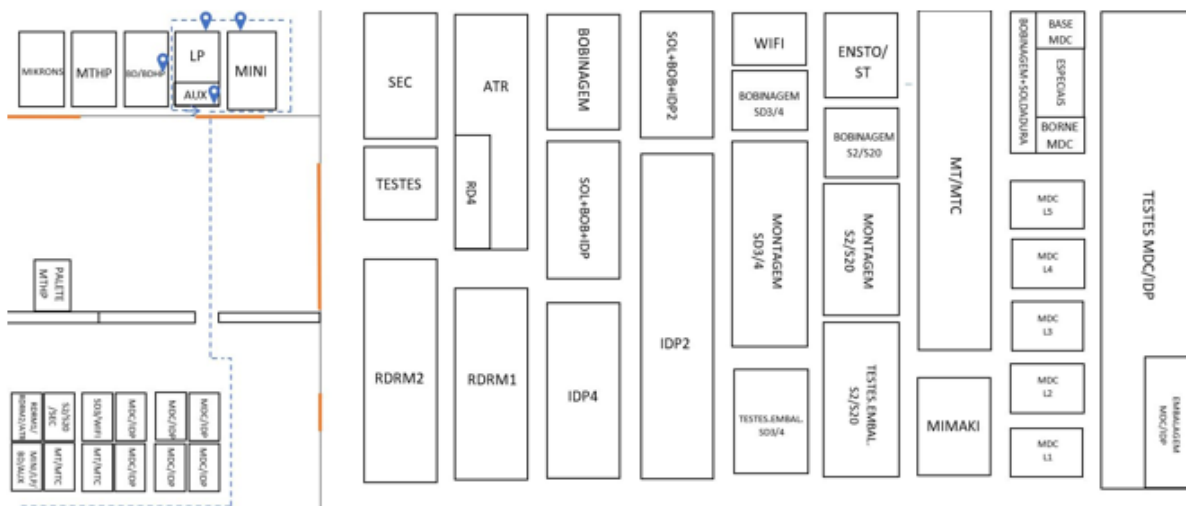 MIKRONS
MTHP
BD/BDHP
LP
AUX
MINI
PALETE
MTHP
RDRM1/
RDRM2/ATR
S2/S20
/SEC
SD3/WIFI
MDC/IDP
MDC/IDP
MDC/IDP
MINI/LP/
BD/AUX
MT/MTC
MT/MTC
MDC/IDP
MDC/IDP
MDC/IDP
SEC
TESTES
RDRM2
ATR
RD4
RDRM1
BOBINAGEM
SOL+BOB+IDP
IDP4
SOL+BOB+IDP2
IDP2
WIFI
BOBINAGEM
SD3/4
MONTAGEM
SD3/4
TESTES.EMBAL.
SD3/4
ENSTO/
ST
BOBINAGEM
S2/S20
MONTAGEM
S2/S20
TESTES.EMBAL.
S2/S20
MT/MTC
MIMAKI
BOBINAGEM+SOLDADURA
BASE
MDC
ESPECIAIS
BORNE
MDC
MDC
L5
MDC
L4
MDC
L3
MDC
L2
MDC
L1
TESTES MDC/IDP
EMBALAGEM
MDC/IDP